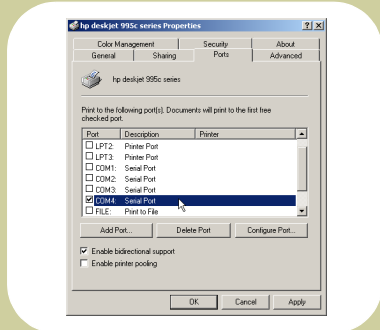 hp deskjet 995c series Properties
Color Management Security About
General Sharing Ports Advanced
hp deskjet 995c series
Print to the following port(s). Documents will print to the first free
checked port.
Port Description Printer
LPT2: Printer Port
LPT3: Printer Port
COM1: Serial Port
COM2: Serial Port
COM3: Serial Port
COM4: Serial Port
FILE: Print to File
Add Port... Delete Port Configure Port...
Enable bidirectional support
Enable printer pooling
OK Cancel Apply